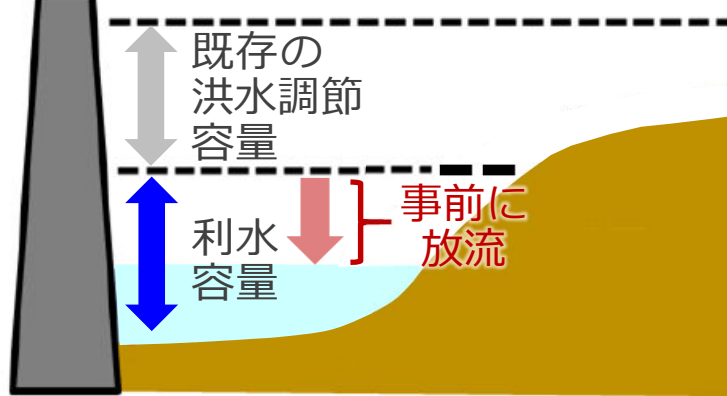 既存の
洪水調節
容量
利水
容量
事前に
放流